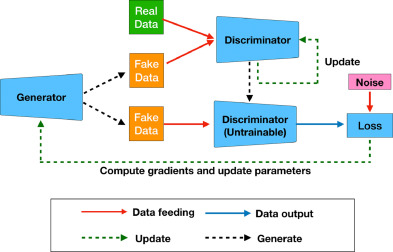 Real
Data
Discriminator
Update
Fake
Data
Generator
Noise
Fake
Data
Discriminator
(Untrainable)
Loss
Compute gradients and update parameters
Data feeding
Data output
Update
Generate